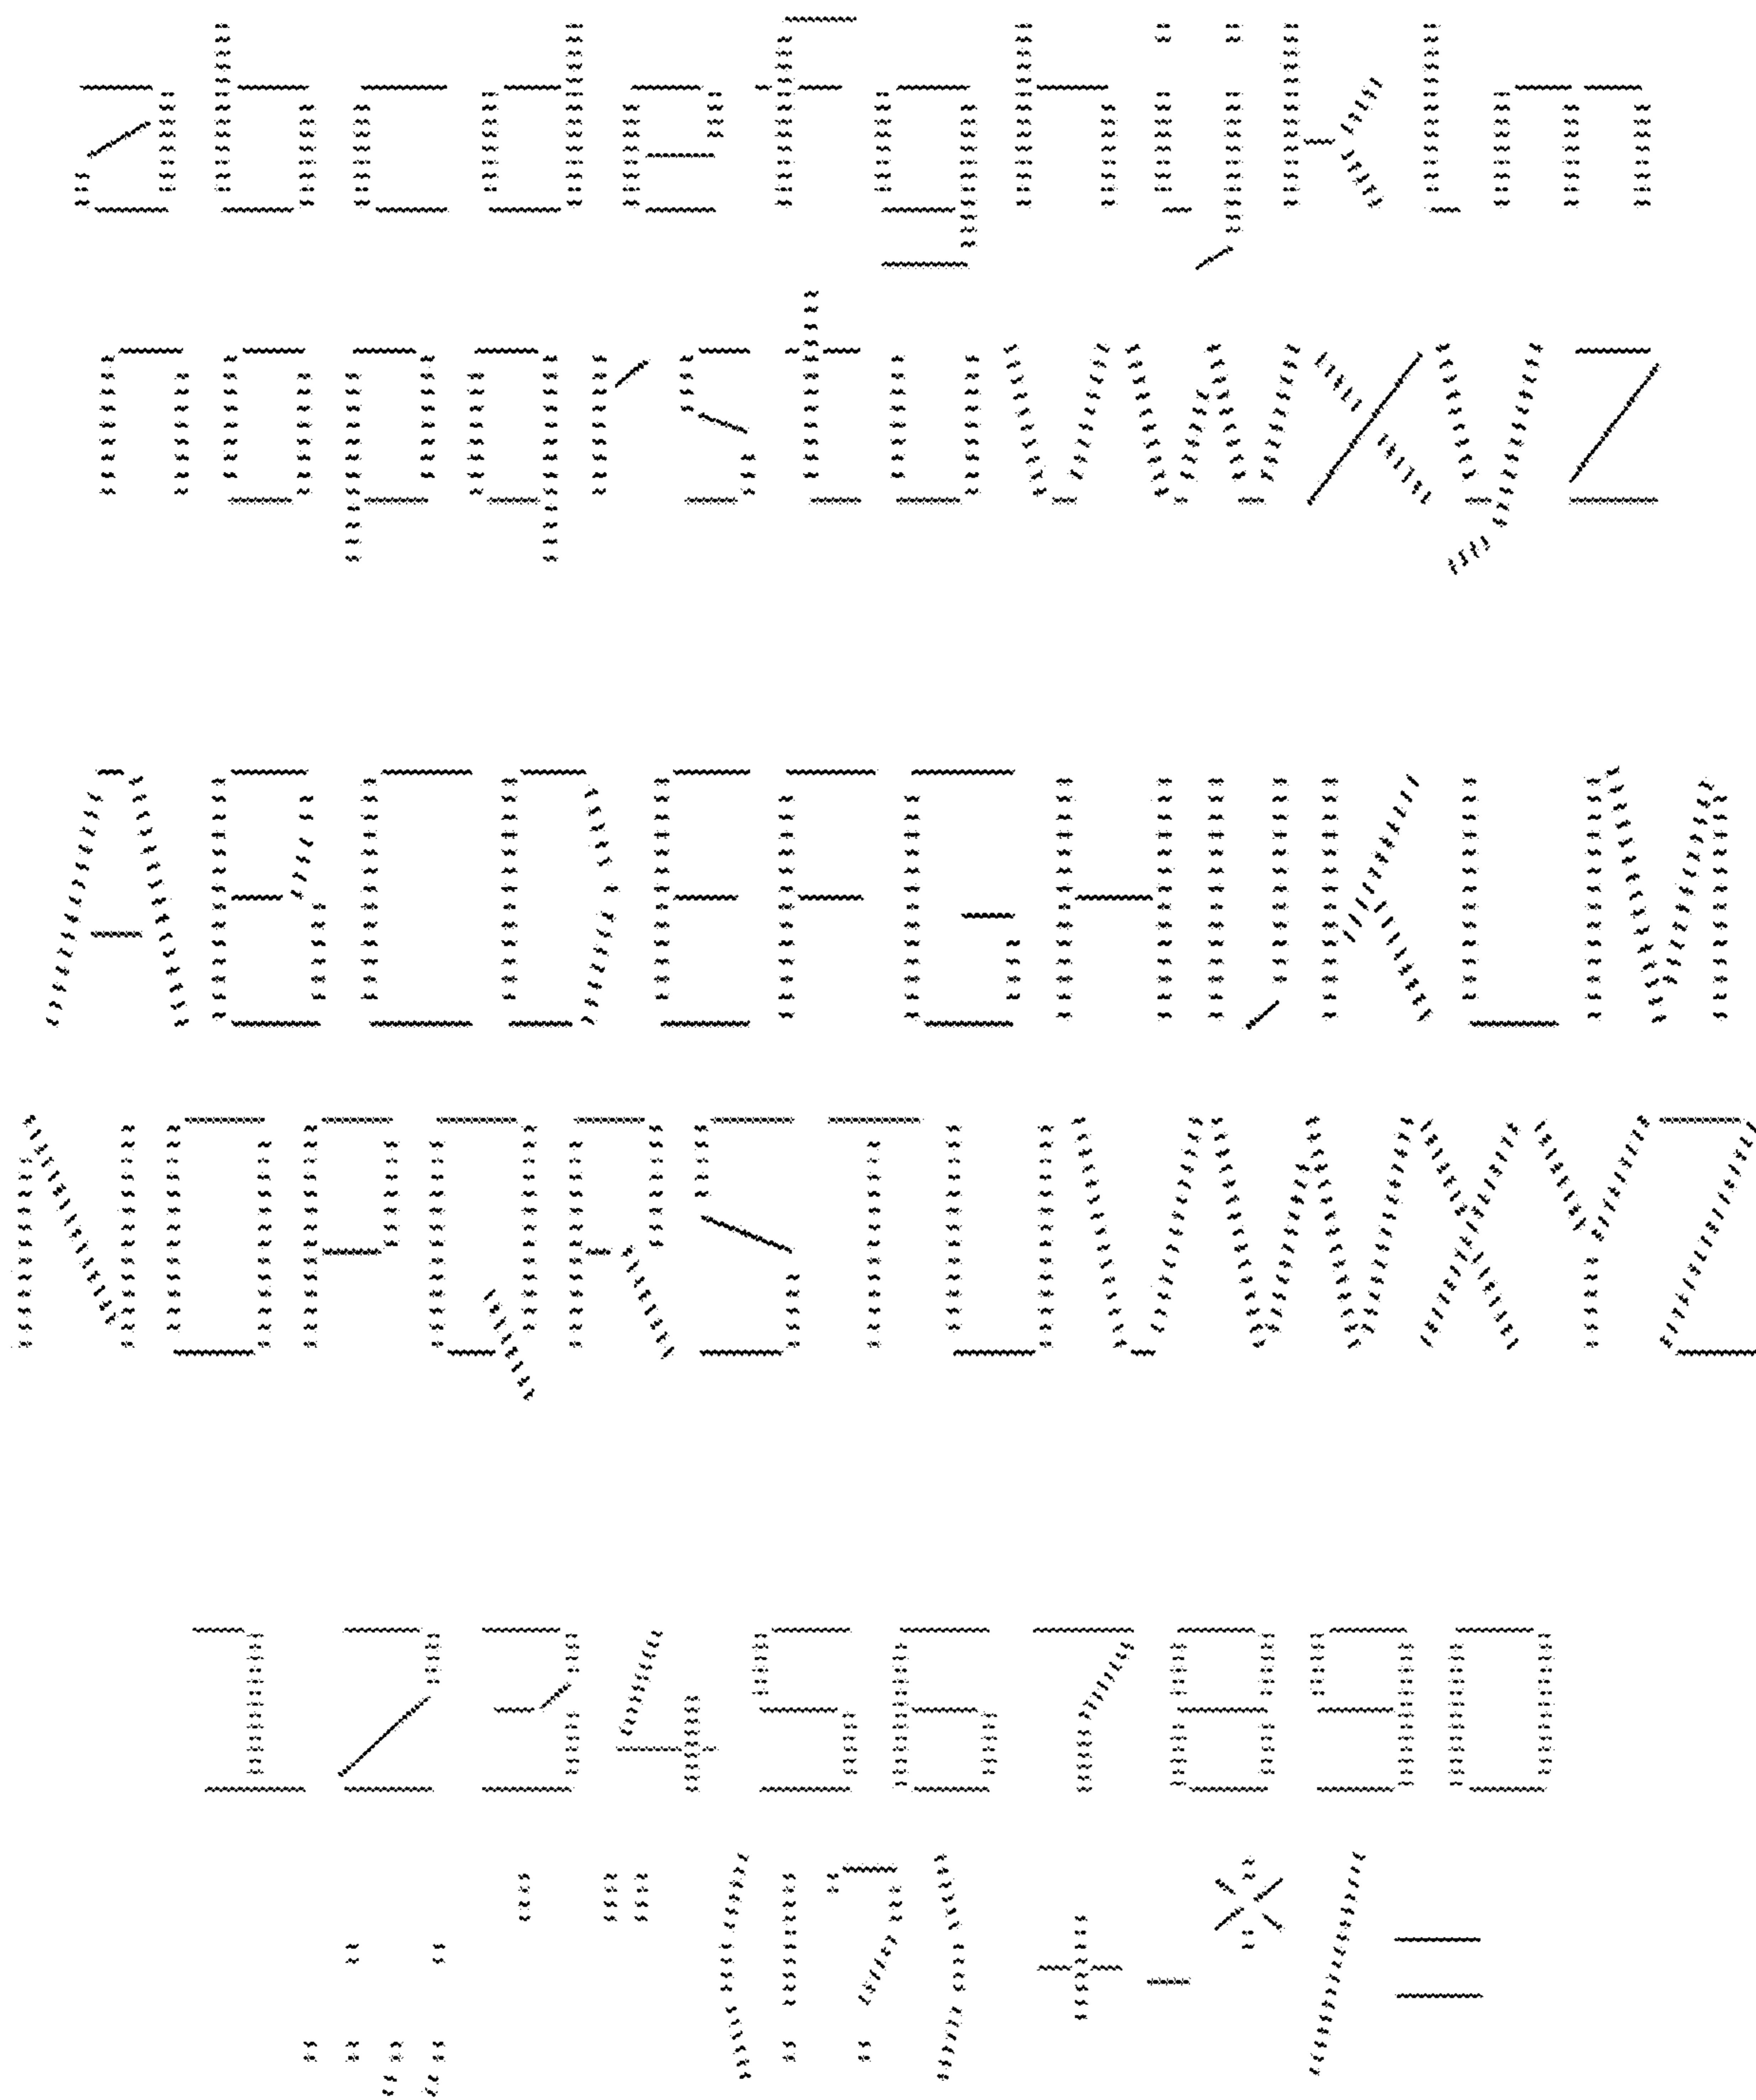 abcdefghijklm
nopqrstuvwxyz
ABCDEFGHIJKLM
NOPQRSTUVWXYZ
1234567890
.:,;'"(!?)+-*/=